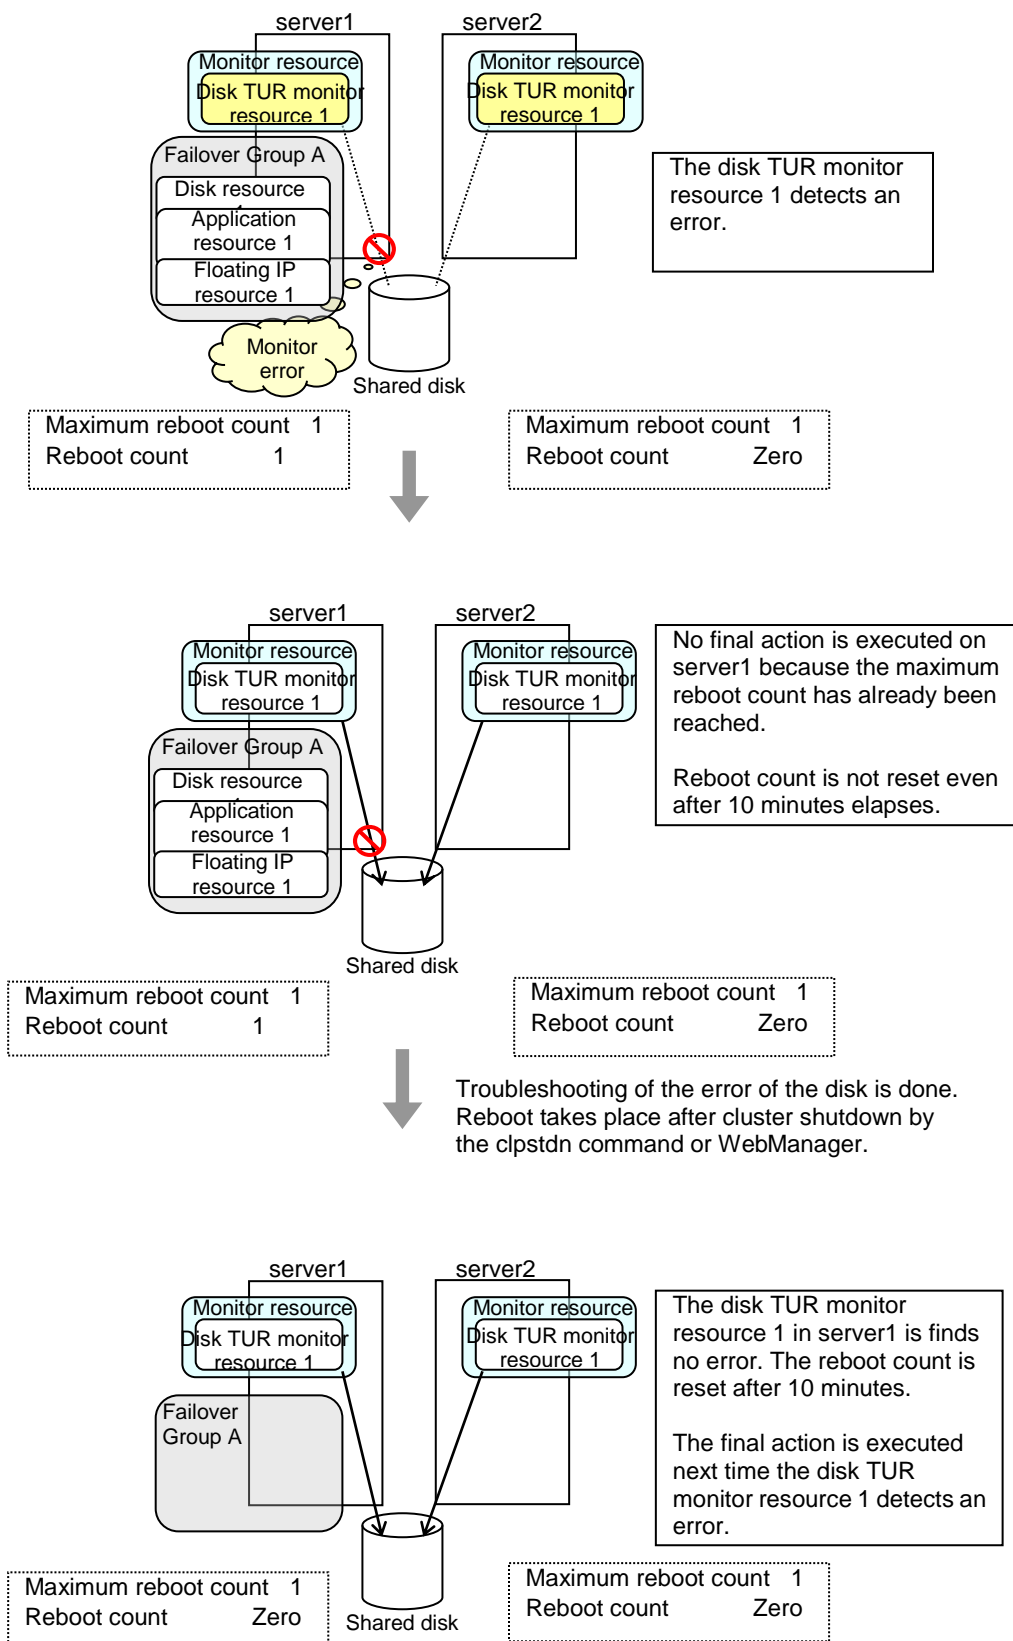 server1
server2
Monitor resource
Disk TUR monitor
resource 1
Monitor resource
Disk TUR monitor
resource 1
Failover Group A
Disk resource
Application
resource 1
Floating IP
resource 1
Monitor
error
Shared disk
The disk TUR monitor
resource 1 detects an
error.
Maximum reboot count 1
Reboot count 1
Maximum reboot count 1
Reboot count Zero
server1
server2
Monitor resource
Disk TUR monitor
resource 1
Monitor resource
Disk TUR monitor
resource 1
Failover Group A
Disk resource
Application
resource 1
Floating IP
resource 1
Shared disk
No final action is executed on
server1 because the maximum
reboot count has already been
reached.
Reboot count is not reset even
after 10 minutes elapses.
Maximum reboot count 1
Reboot count 1
Maximum reboot count 1
Reboot count Zero
Troubleshooting of the error of the disk is done.
Reboot takes place after cluster shutdown by
the clpstdn command or WebManager.
server1
server2
Monitor resource
Disk TUR monitor
resource 1
Monitor resource
Disk TUR monitor
resource 1
Failover
Group A
Shared disk
The disk TUR monitor
resource 1 in server1 is finds
no error. The reboot count is
reset after 10 minutes.
The final action is executed
next time the disk TUR
monitor resource 1 detects an
error.
Maximum reboot count 1
Reboot count Zero
Maximum reboot count 1
Reboot count Zero